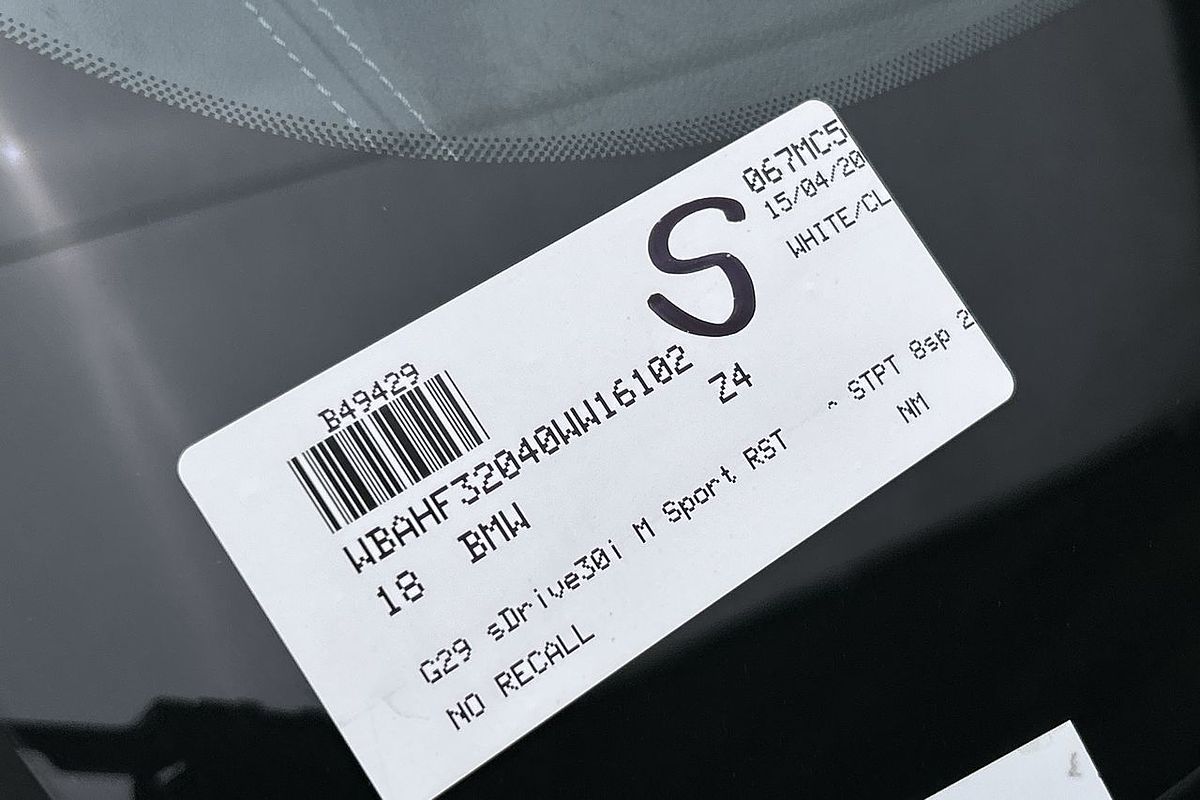 067MC5
15/04/20
WHITE/CL
S
B49429
WBAHF32040WW16102
18 BMW Z4
G29 sDrive30i M Sport RST ^ STPT 8sp 2
NO RECALL NM